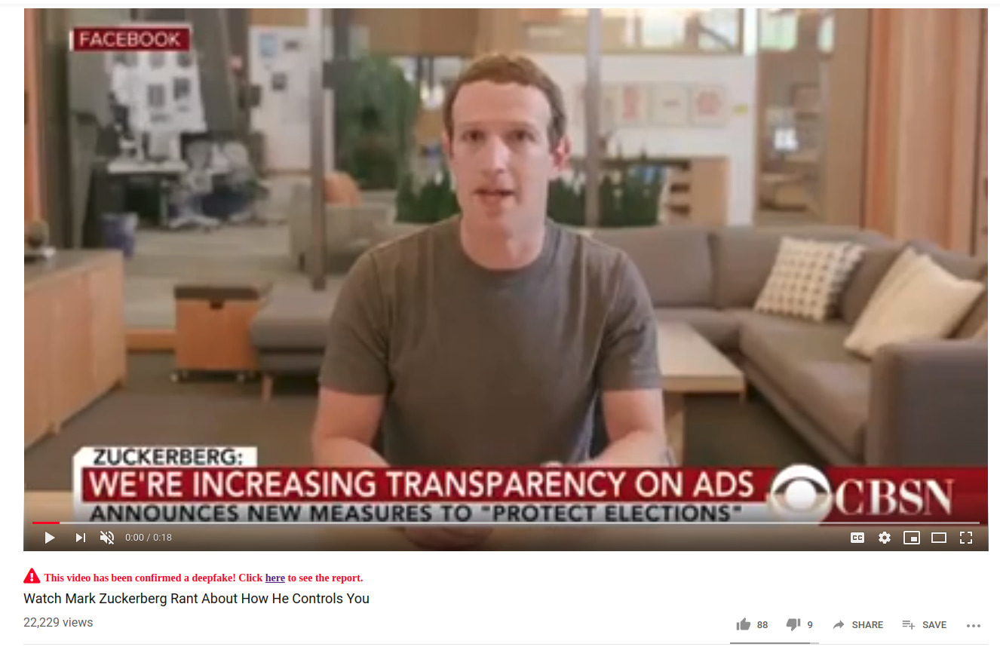 FACEBOOK
ZUCKERBERG:
WE'RE INCREASING TRANSPARENCY ON ADS
CBSN
ANNOUNCES NEW MEASURES TO "PROTECT ELECTIONS"
0:00 / 0:18
CC
This video has been confirmed a deepfake! Click here to see the report.
Watch Mark Zuckerberg Rant About How He Controls You
22,229 views
88 9 SHARE SAVE